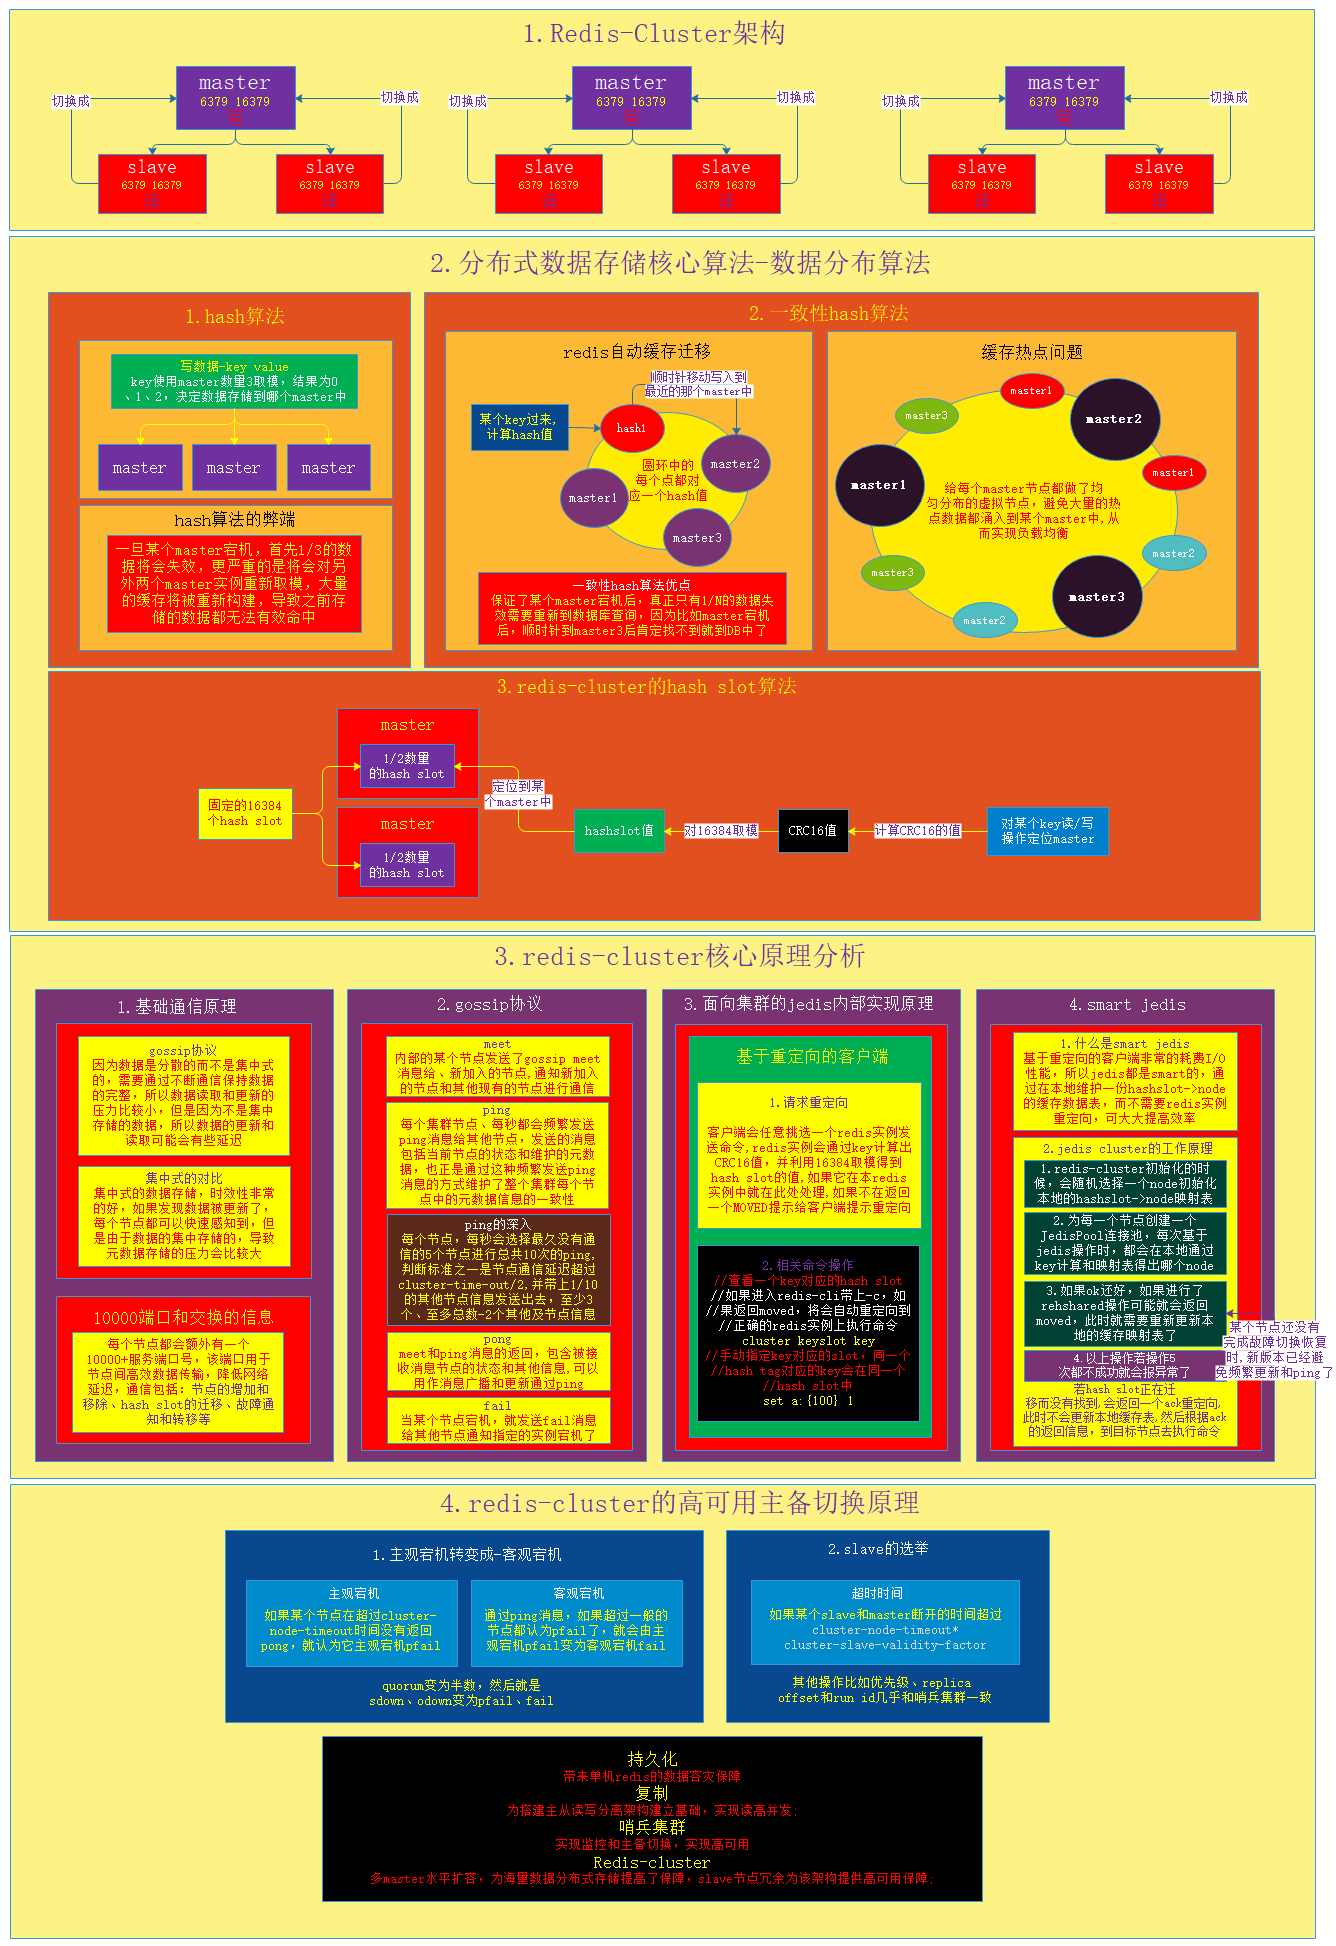 1.Redis-Cluster架构
master
6379 16379
写
切换成
切换成
slave
6379 16379
slave
6379 16379
master
6379 16379
写
切换成
切换成
slave
6379 16379
slave
6379 16379
master
6379 16379
写
切换成
切换成
slave
6379 16379
slave
6379 16379
2.分布式数据存储核心算法-数据分布算法
1.hash算法
写数据-key value
key使用master数量3取模，结果为0
、1、2，决定数据存储到哪个master中
master
master
master
hash算法的弊端
一旦某个master宕机，首先1/3的数
据将会失效，更严重的是将会对另
外两个master实例重新取模，大量
的缓存将被重新构建，导致之前存
储的数据都无法有效命中
2.一致性hash算法
redis自动缓存迁移
顺时针移动写入到
最近的那个master中
某个key过来,
计算hash值
hash1
master2
圆环中的
每个点都对
应一个hash值
master1
master3
一致性hash算法优点
保证了某个master宕机后，真正只有1/N的数据失
效需要重新到数据库查询，因为比如master宕机
后，顺时针到master3后肯定找不到就到DB中了
缓存热点问题
master1
master3
master2
master1
master1
给每个master节点都做了均
匀分布的虚拟节点，避免大量的热
点数据都涌入到某个master中,从
而实现负载均衡
master2
master3
master3
master2
3.redis-cluster的hash slot算法
master
1/2数量
的hash slot
固定的16384
个hash slot
定位到某
个master中
master
1/2数量
的hash slot
hashslot值
对16384取模
CRC16值
计算CRC16的值
对某个key读/写
操作定位master
3.redis-cluster核心原理分析
1.基础通信原理
gossip协议
因为数据是分散的而不是集中式
的，需要通过不断通信保持数据
的完整，所以数据读取和更新的
压力比较小，但是因为不是集中
存储的数据，所以数据的更新和
读取可能会有些延迟
集中式的对比
集中式的数据存储，时效性非常
的好，如果发现数据被更新了，
每个节点都可以快速感知到，但
是由于数据的集中存储的，导致
元数据存储的压力会比较大
10000端口和交换的信息
每个节点都会额外有一个
10000+服务端口号，该端口用于
节点间高效数据传输，降低网络
延迟，通信包括：节点的增加和
移除、hash slot的迁移、故障通
知和转移等
2.gossip协议
meet
内部的某个节点发送了gossip meet
消息给、新加入的节点,通知新加入
的节点和其他现有的节点进行通信
ping
每个集群节点、每秒都会频繁发送
ping消息给其他节点，发送的消息
包括当前节点的状态和维护的元数
据，也正是通过这种频繁发送ping
消息的方式维护了整个集群每个节
点中的元数据信息的一致性
ping的深入
每个节点，每秒会选择最久没有通
信的5个节点进行总共10次的ping,
判断标准之一是节点通信延迟超过
cluster-time-out/2,并带上1/10
的其他节点信息发送出去，至少3
个、至多总数-2个其他及节点信息
pong
meet和ping消息的返回，包含被接
收消息节点的状态和其他信息,可以
用作消息广播和更新通过ping
fail
当某个节点宕机，就发送fail消息
给其他节点通知指定的实例宕机了
3.面向集群的jedis内部实现原理
基于重定向的客户端
1.请求重定向
客户端会任意挑选一个redis实例发
送命令,redis实例会通过key计算出
CRC16值，并利用16384取模得到
hash slot的值,如果它在本redis
实例中就在此处处理,如果不在返回
一个MOVED提示给客户端提示重定向
2.相关命令操作
//查看一个key对应的hash slot
//如果进入redis-cli带上-c，如
//果返回moved，将会自动重定向到
//正确的redis实例上执行命令
cluster keyslot key
//手动指定key对应的slot，同一个
//hash tag对应的key会在同一个
//hash slot中
set a:{100} 1
4.smart jedis
1.什么是smart jedis
基于重定向的客户端非常的耗费I/O
性能，所以jedis都是smart的，通
过在本地维护一份hashslot->node
的缓存数据表，而不需要redis实例
重定向，可大大提高效率
2.jedis cluster的工作原理
1.redis-cluster初始化的时
候，会随机选择一个node初始化
本地的hashslot->node映射表
2.为每一个节点创建一个
JedisPool连接池，每次基于
jedis操作时，都会在本地通过
key计算和映射表得出哪个node
3.如果ok还好，如果进行了
rehshared操作可能就会返回
moved，此时就需要重新更新本
地的缓存映射表了
某个节点还没有
完成故障切换恢复
时,新版本已经避
免频繁更新和ping了
4.以上操作若操作5
次都不成功就会报异常了
若hash slot正在迁
移而没有找到,会返回一个ack重定向,
此时不会更新本地缓存表,然后根据ack
的返回信息，到目标节点去执行命令
4.redis-cluster的高可用主备切换原理
1.主观宕机转变成-客观宕机
主观宕机
如果某个节点在超过cluster-
node-timeout时间没有返回
pong，就认为它主观宕机pfail
客观宕机
通过ping消息，如果超过一般的
节点都认为pfail了，就会由主
观宕机pfail变为客观宕机fail
quorum变为半数，然后就是
sdown、odown变为pfail、fail
2.slave的选举
超时时间
如果某个slave和master断开的时间超过
cluster-node-timeout*
cluster-slave-validity-factor
其他操作比如优先级、replica
offset和run id几乎和哨兵集群一致
持久化
带来单机redis的数据容灾保障
复制
为搭建主从读写分离架构建立基础，实现读高并发;
哨兵集群
实现监控和主备切换，实现高可用
Redis-cluster
多master水平扩容，为海量数据分布式存储提高了保障，slave节点冗余为该架构提供高可用保障;